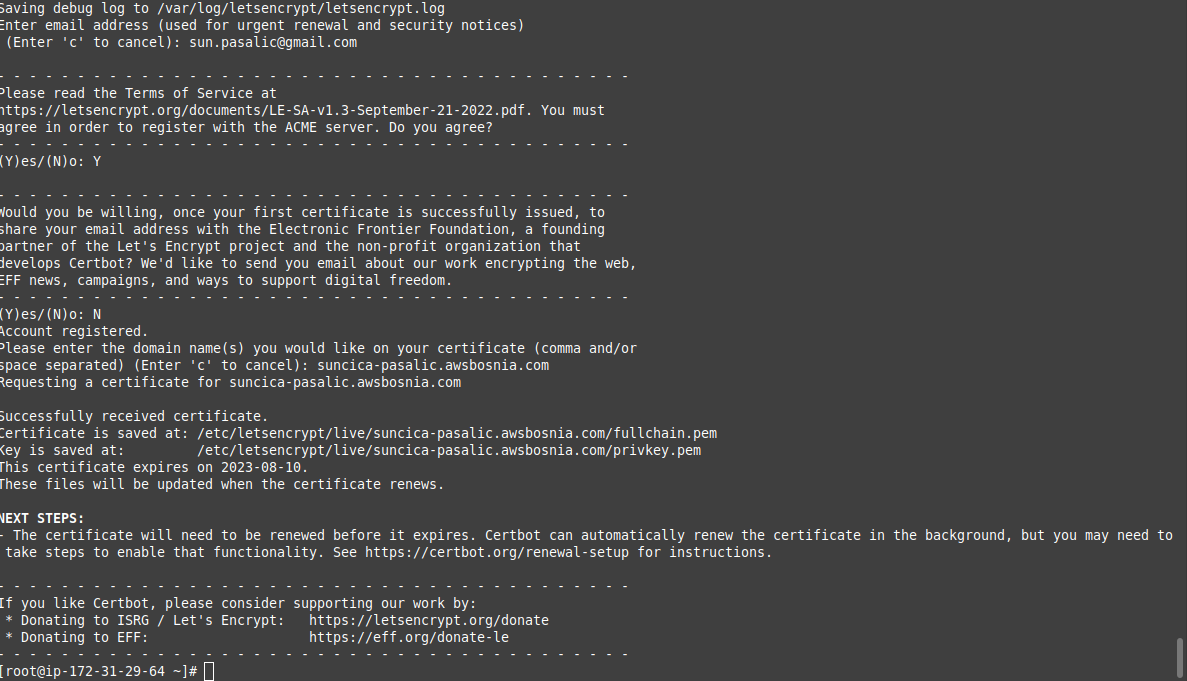 Saving debug log to /var/log/letsencrypt/letsencrypt.log
Enter email address (used for urgent renewal and security notices)
 (Enter 'c' to cancel): sun.pasalic@gmail.com
- - - - - - - - - - - - - - - - - - - - - - - - - - - - - - - - - - - - - - - -
Please read the Terms of Service at
https://letsencrypt.org/documents/LE-SA-v1.3-September-21-2022.pdf. You must
agree in order to register with the ACME server. Do you agree?
- - - - - - - - - - - - - - - - - - - - - - - - - - - - - - - - - - - - - - - -
(Y)es/(N)o: Y
- - - - - - - - - - - - - - - - - - - - - - - - - - - - - - - - - - - - - - - -
Would you be willing, once your first certificate is successfully issued, to
share your email address with the Electronic Frontier Foundation, a founding
partner of the Let's Encrypt project and the non-profit organization that
develops Certbot? We'd like to send you email about our work encrypting the web,
EFF news, campaigns, and ways to support digital freedom.
- - - - - - - - - - - - - - - - - - - - - - - - - - - - - - - - - - - - - - - -
(Y)es/(N)o: N
Account registered.
Please enter the domain name(s) you would like on your certificate (comma and/or
space separated) (Enter 'c' to cancel): suncica-pasalic.awsbosnia.com
Requesting a certificate for suncica-pasalic.awsbosnia.com
Successfully received certificate.
Certificate is saved at: /etc/letsencrypt/live/suncica-pasalic.awsbosnia.com/fullchain.pem
Key is saved at:         /etc/letsencrypt/live/suncica-pasalic.awsbosnia.com/privkey.pem
This certificate expires on 2023-08-10.
These files will be updated when the certificate renews.
NEXT STEPS:
- The certificate will need to be renewed before it expires. Certbot can automatically renew the certificate in the background, but you may need to
 take steps to enable that functionality. See https://certbot.org/renewal-setup for instructions.
- - - - - - - - - - - - - - - - - - - - - - - - - - - - - - - - - - - - - - - -
If you like Certbot, please consider supporting our work by:
 * Donating to ISRG / Let's Encrypt:   https://letsencrypt.org/donate
 * Donating to EFF:                    https://eff.org/donate-le
- - - - - - - - - - - - - - - - - - - - - - - - - - - - - - - - - - - - - - - -
[root@ip-172-31-29-64 ~]#